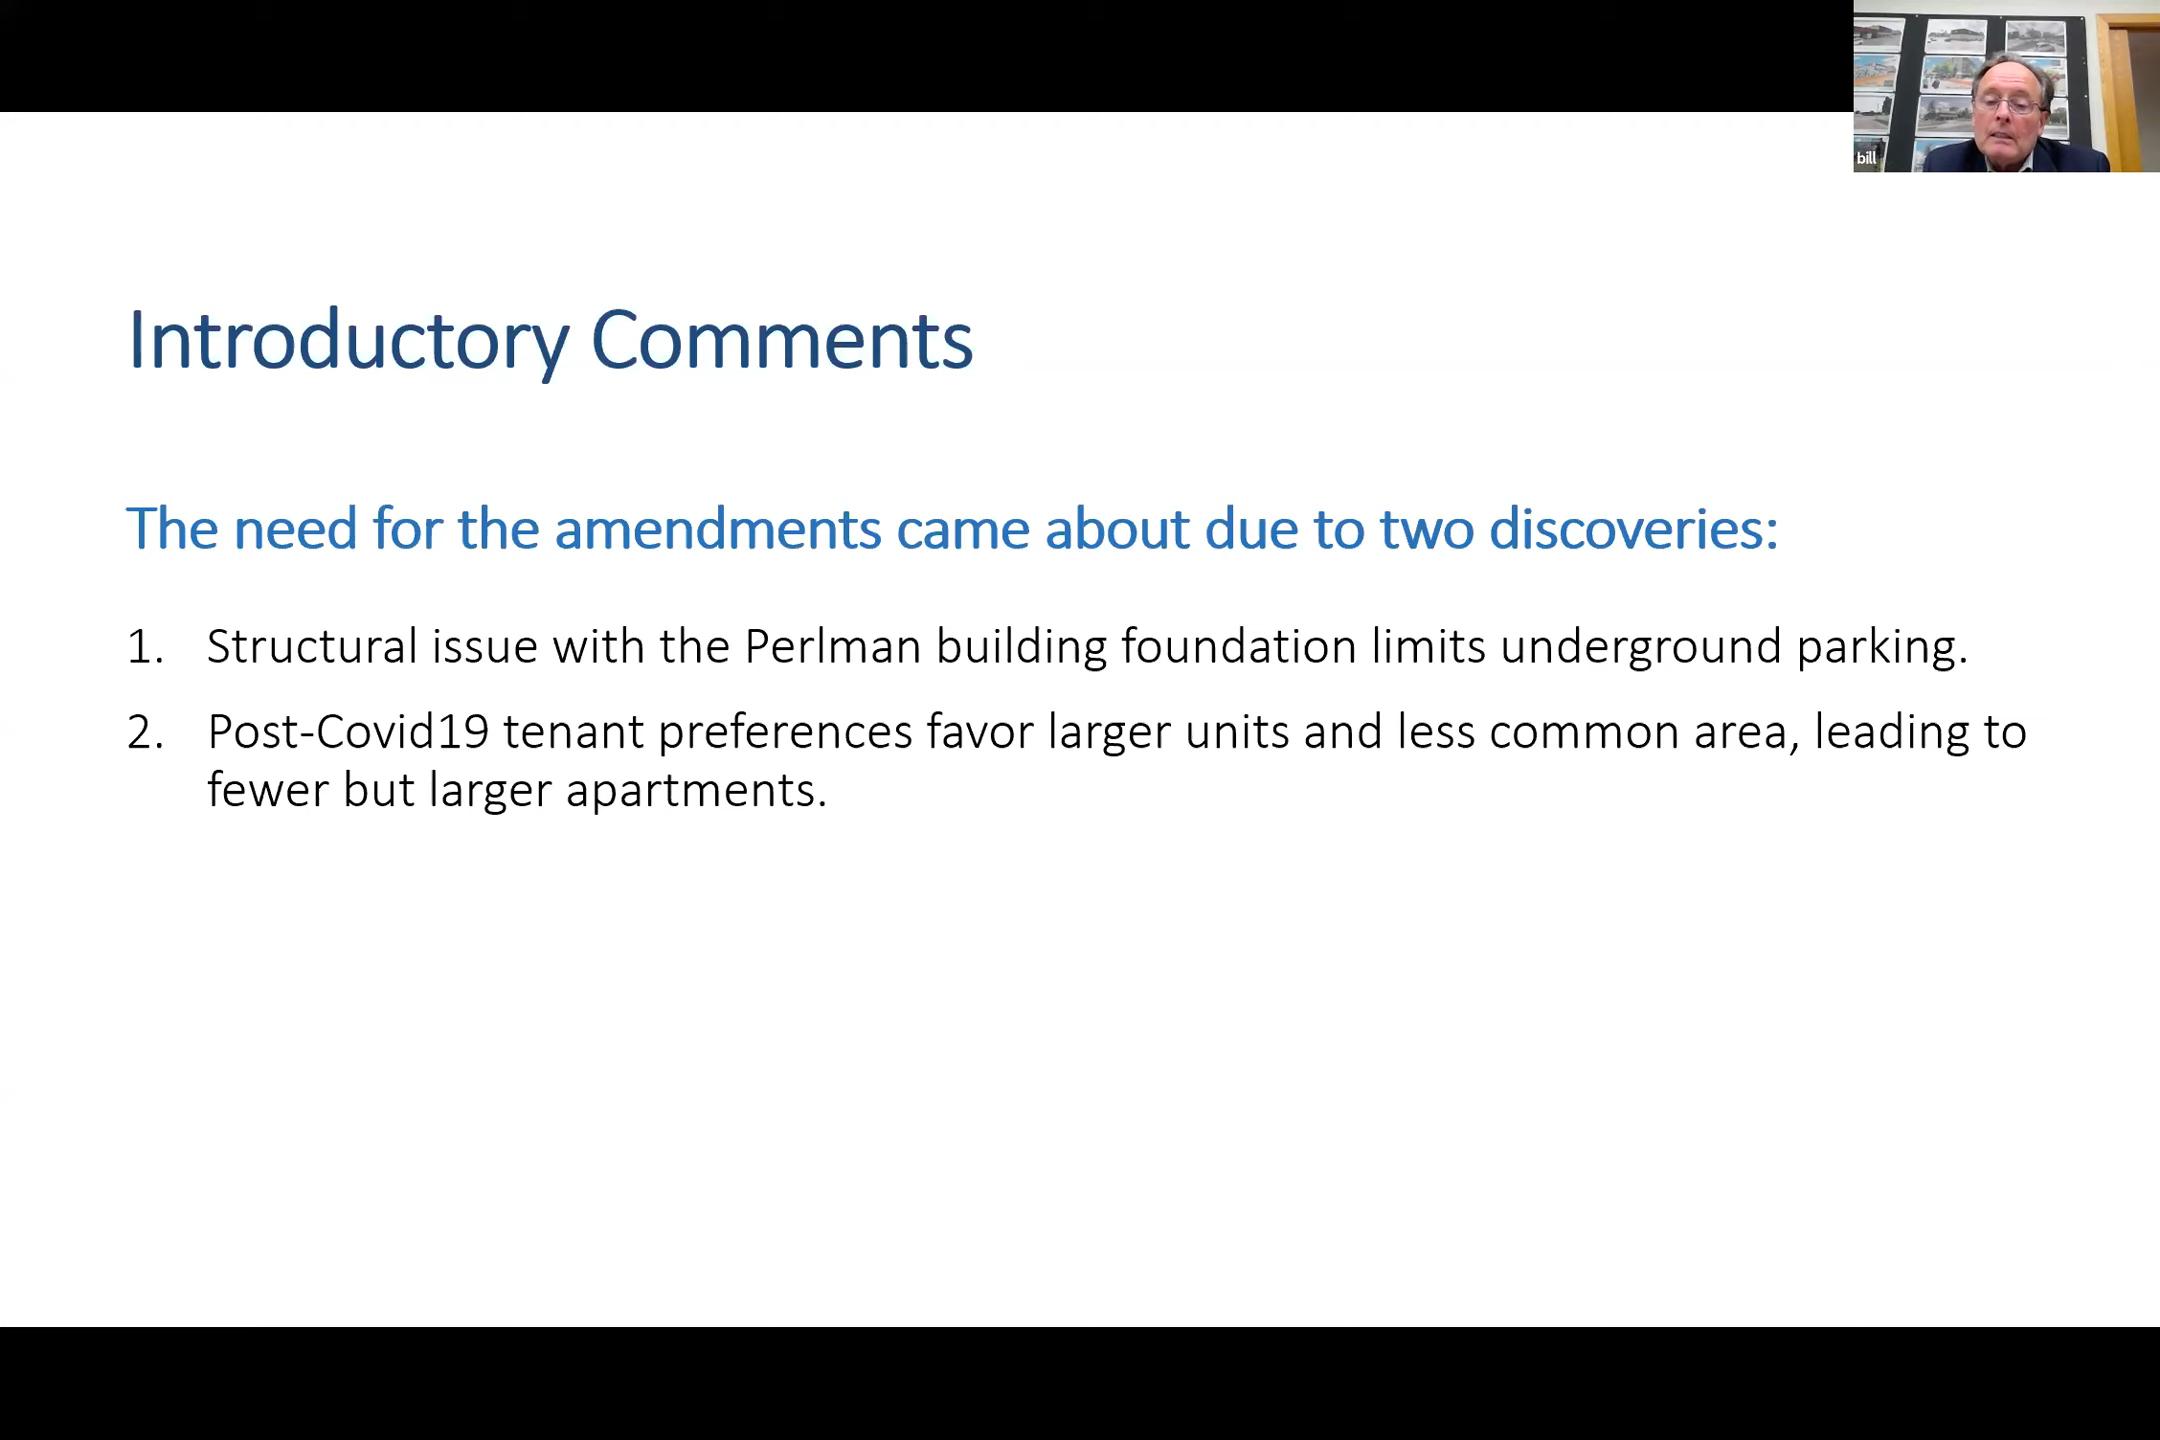 bill
Introductory Comments
The need for the amendments came about due to two discoveries:
1. Structural issue with the Perlman building foundation limits underground parking.
2. Post-Covid19 tenant preferences favor larger units and less common area, leading to
fewer but larger apartments.